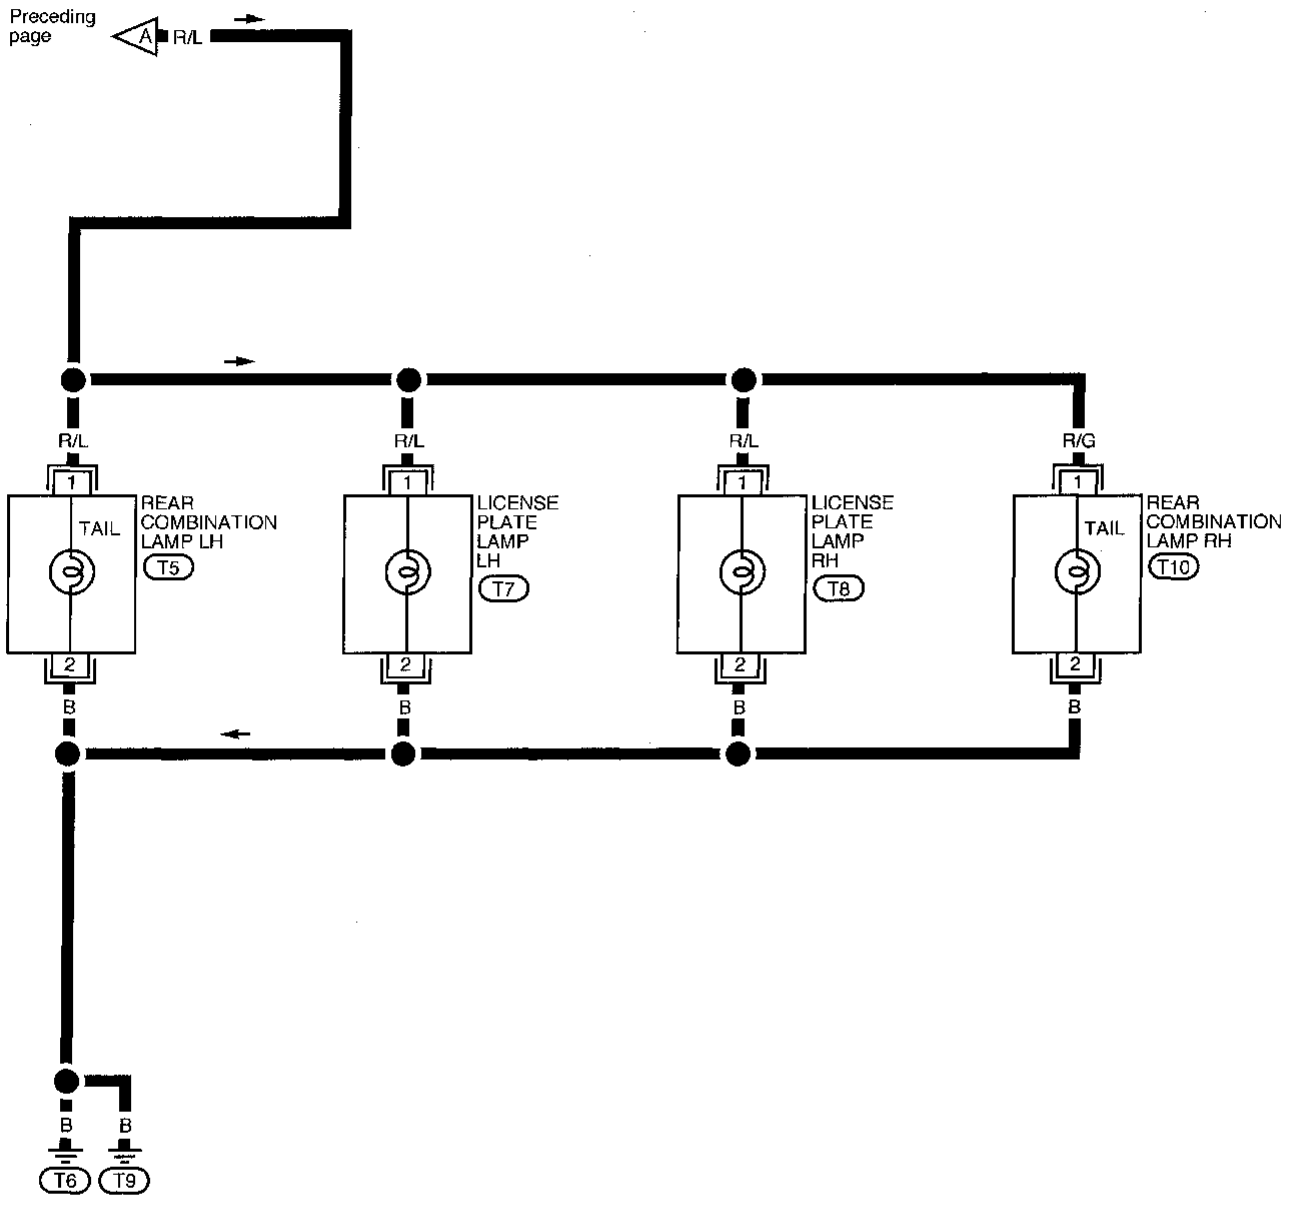 Preceding
page
A R/L
R/L R/L R/L R/G
1 1 1 1
TAIL
REAR
COMBINATION
LAMP LH
T5
LICENSE
PLATE
LAMP
LH
T7
LICENSE
PLATE
LAMP
RH
T8
TAIL
REAR
COMBINATION
LAMP RH
T10
2 2 2 2
B B B B
B B
T6 T9